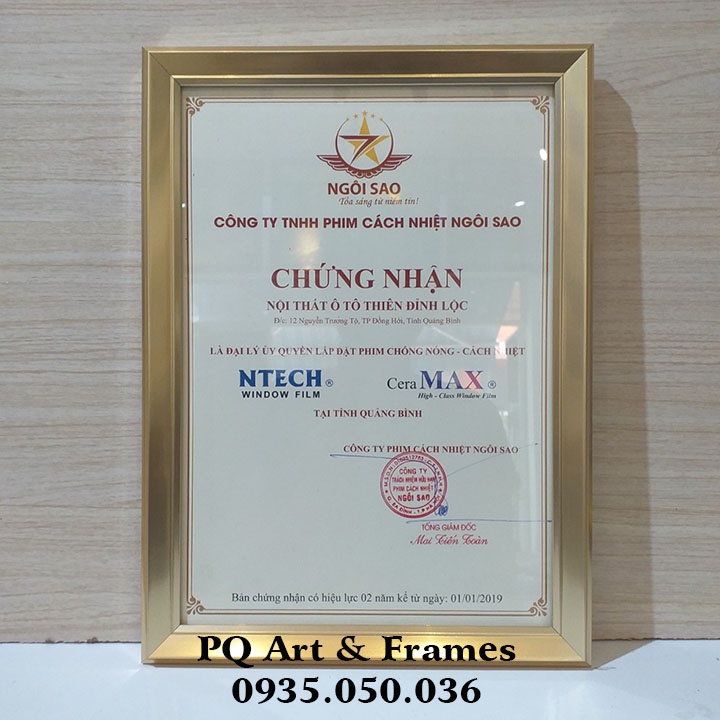 NGÔI SAO
Tỏa sáng từ niềm tin!
CÔNG TY TNHH PHIM CÁCH NHIỆT NGÔI SAO
CHỨNG NHẬN
NỘI THẤT Ô TÔ THIÊN ĐỈNH LỘC
Đ/c: 12 Nguyễn Trường Tộ, TP Đồng Hới, Tỉnh Quảng Bình
LÀ ĐẠI LÝ ỦY QUYỀN LẮP ĐẶT PHIM CHỐNG NÓNG - CÁCH NHIỆT
NTECH ®
WINDOW FILM
Cera MAX ®
High - Class Window Film
TẠI TỈNH QUẢNG BÌNH
CÔNG TY PHIM CÁCH NHIỆT NGÔI SAO
CÔNG TY
TRÁCH NHIỆM HỮU HẠN
PHIM CÁCH NHIỆT
NGÔI SAO
TỔNG GIÁM ĐỐC
Mai Tiến Toàn
Bản chứng nhận có hiệu lực 02 năm kể từ ngày: 01/01/2019
PQ Art & Frames
0935.050.036